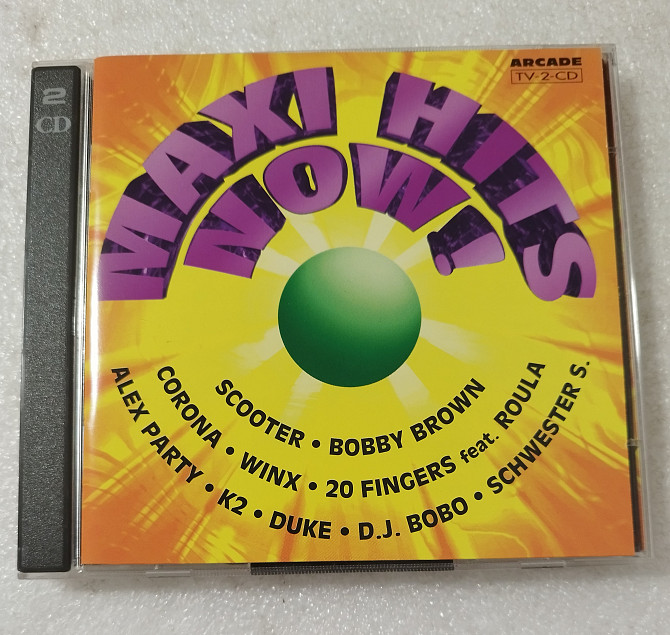 2
CD
ARCADE
TV-2-CD
MAXI HITS
NOW!
SCOOTER • BOBBY BROWN
CORONA • WINX • 20 FINGERS feat. ROULA
ALEX PARTY • K2 • DUKE • D.J. BOBO • SCHWESTER S.